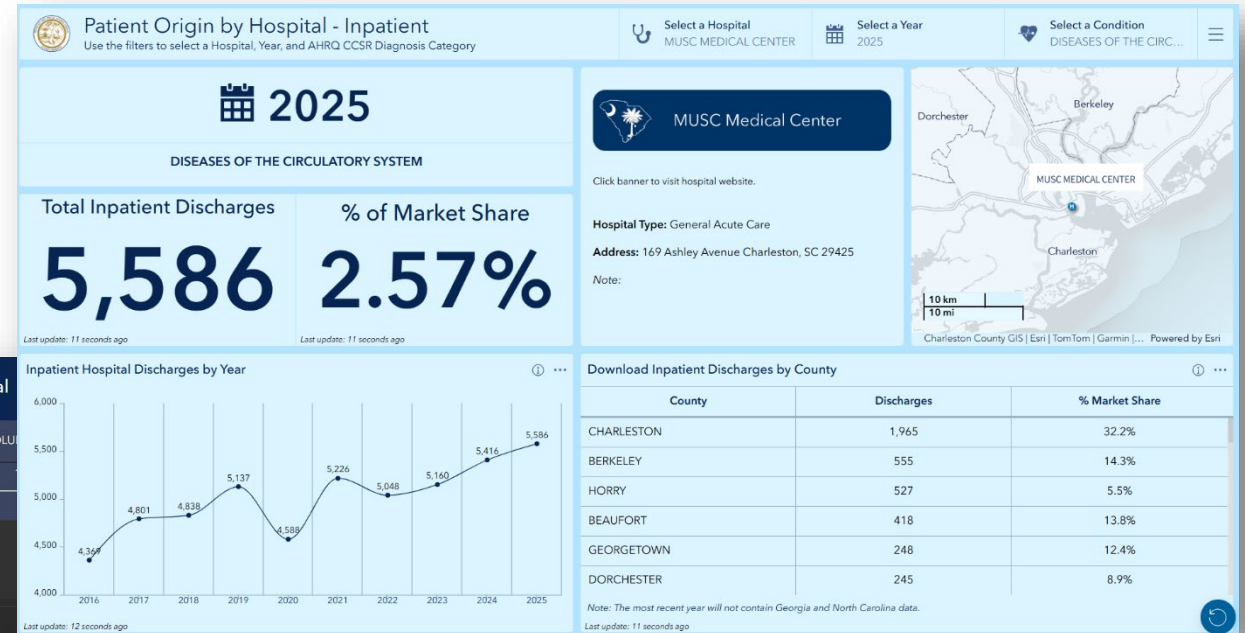 Patient Origin by Hospital - Inpatient
Use the filters to select a Hospital, Year, and AHRQ CCSR Diagnosis Category
Select a Hospital
MUSC MEDICAL CENTER
Select a Year
2025
Select a Condition
DISEASES OF THE CIRC...
2025
DISEASES OF THE CIRCULATORY SYSTEM
Total Inpatient Discharges
5,586
Last update: 11 seconds ago
% of Market Share
2.57%
Last update: 11 seconds ago
MUSC Medical Center
Click banner to visit hospital website.
Hospital Type: General Acute Care
Address: 169 Ashley Avenue Charleston, SC 29425
Note:
Dorchester
Berkeley
MUSC MEDICAL CENTER
H
Charleston
10 km
10 mi
Charleston County GIS | Esri | TomTom | Garmin |... Powered by Esri
Inpatient Hospital Discharges by Year
6,000
5,500
5,000
4,500
4,000
4,369
4,801
4,838
5,137
4,588
5,226
5,048
5,160
5,416
5,586
2016 2017 2018 2019 2020 2021 2022 2023 2024 2025
Last update: 12 seconds ago
Download Inpatient Discharges by County
County Discharges % Market Share
CHARLESTON 1,965 32.2%
BERKELEY 555 14.3%
HORRY 527 5.5%
BEAUFORT 418 13.8%
GEORGETOWN 248 12.4%
DORCHESTER 245 8.9%
Note: The most recent year will not contain Georgia and North Carolina data.
Last update: 11 seconds ago